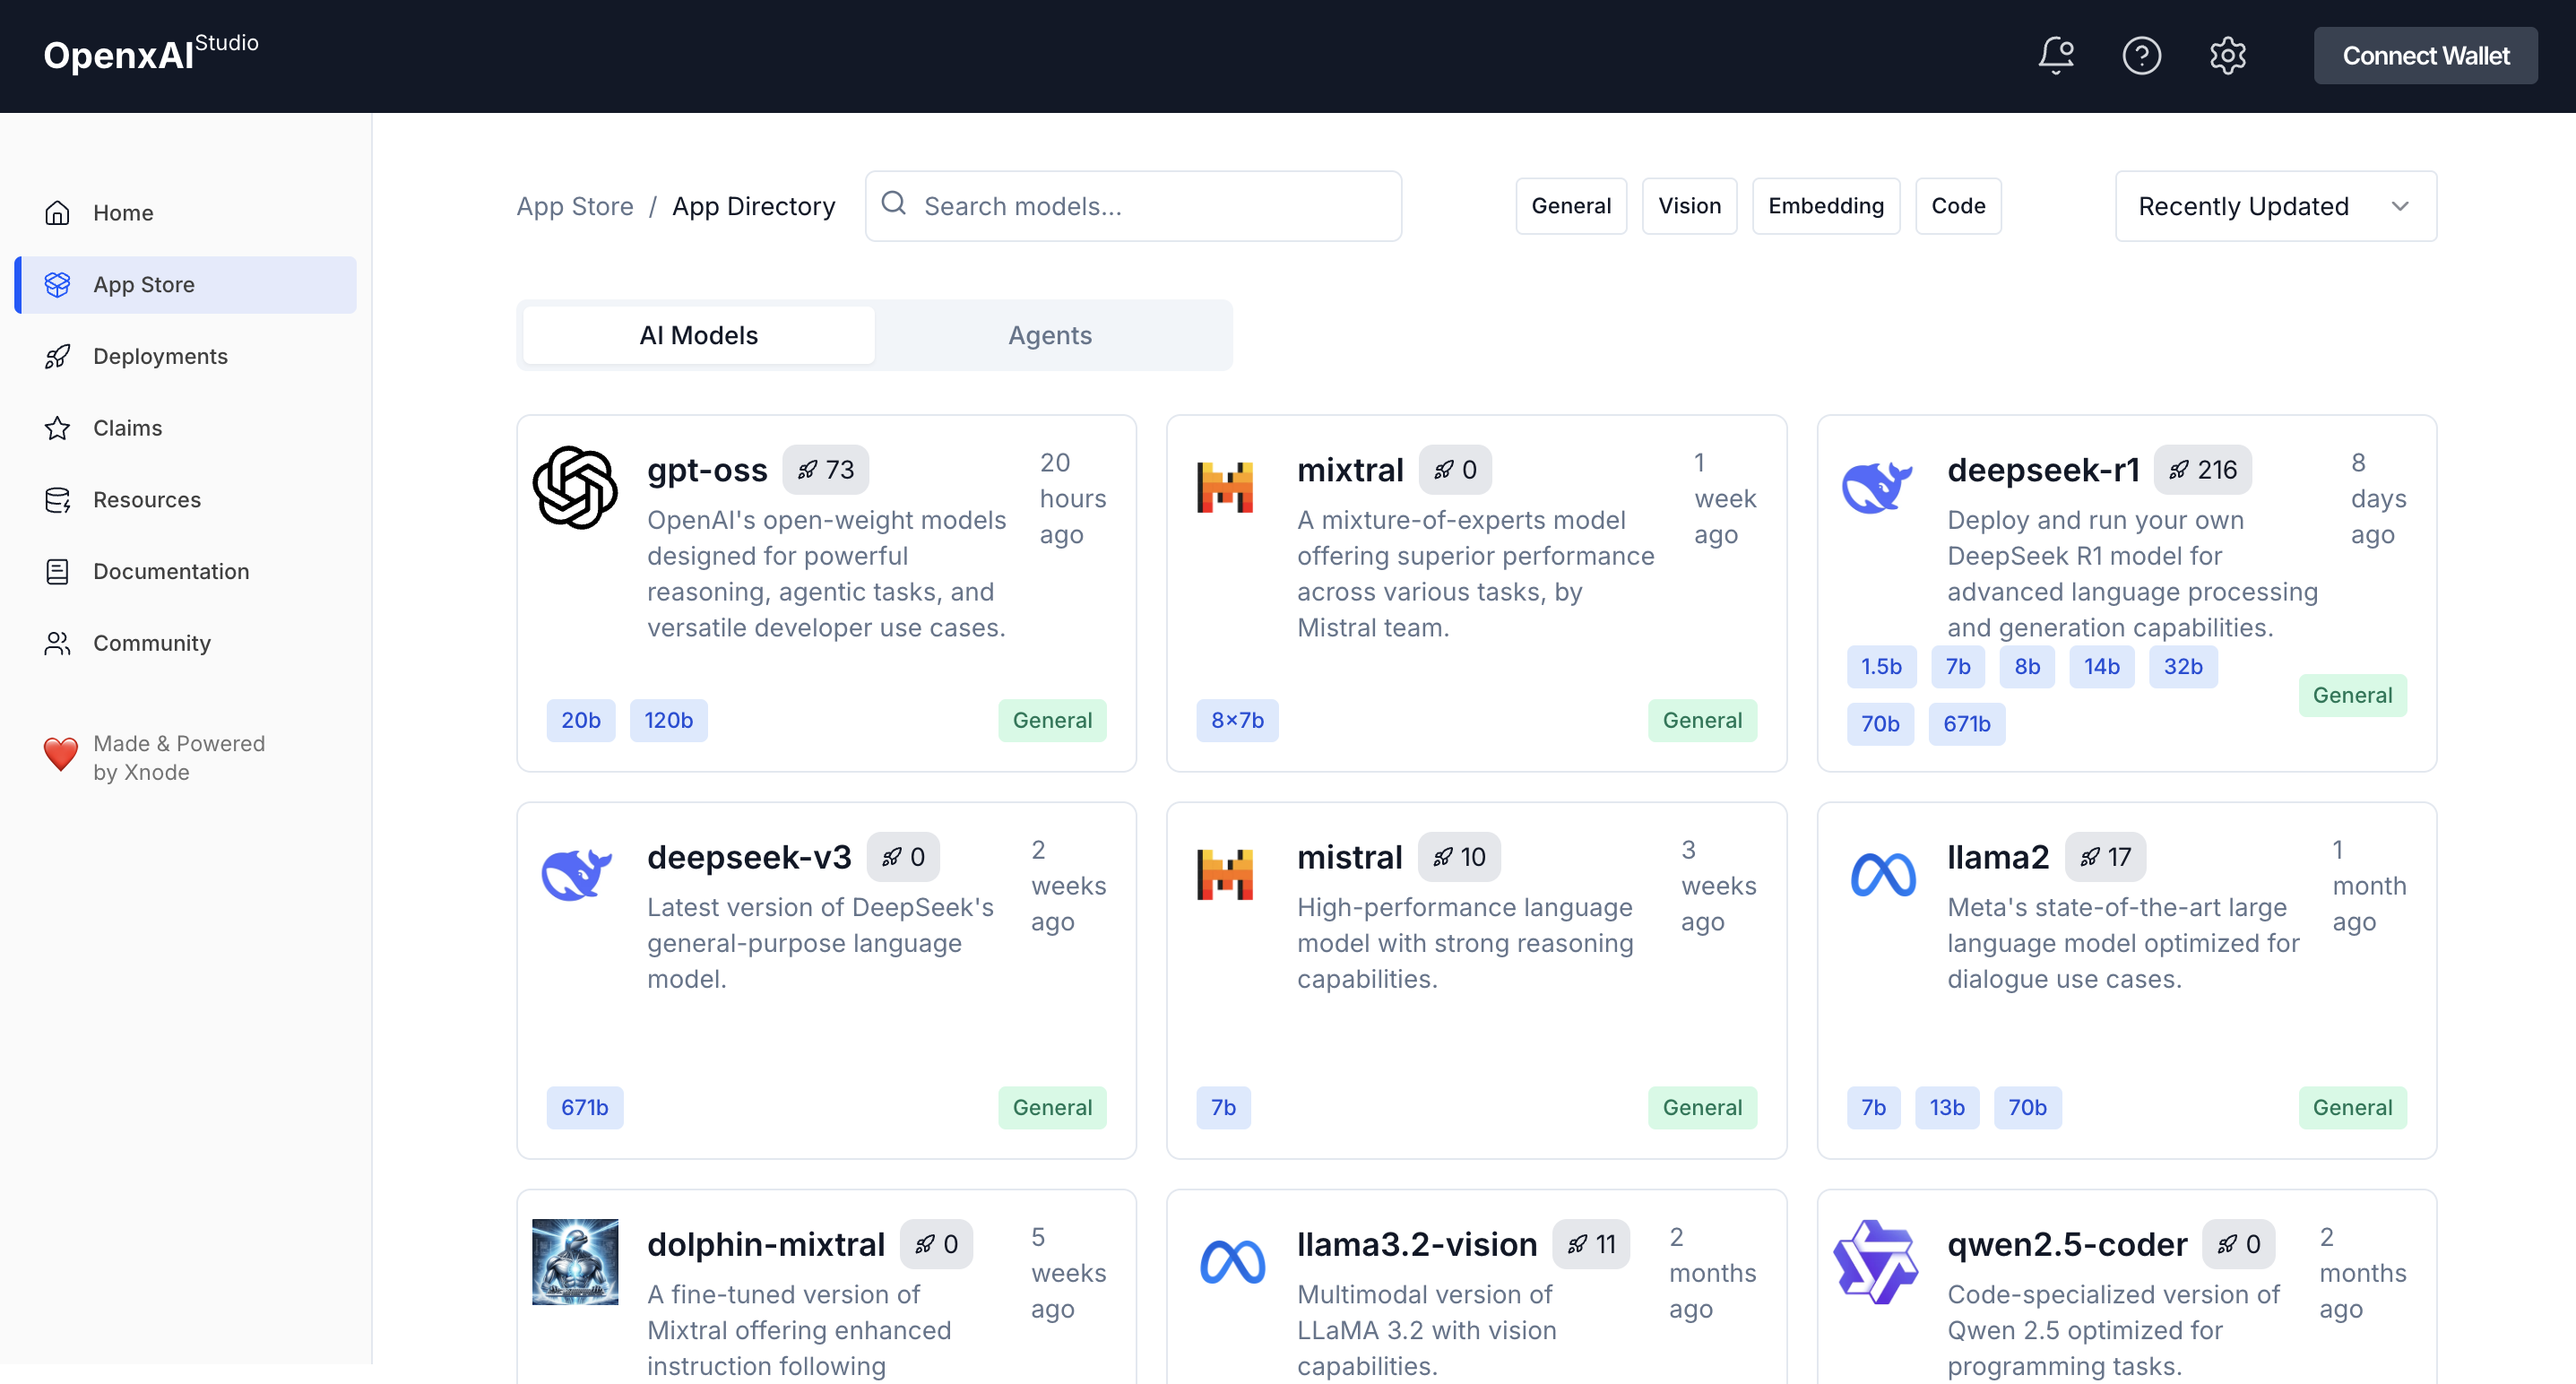 OpenxAI Studio
Connect Wallet
Home
App Store
Deployments
Claims
Resources
Documentation
Community
Made & Powered
by Xnode
App Store / App Directory
Search models...
General
Vision
Embedding
Code
Recently Updated
AI Models
Agents
gpt-oss
73
20
hours
ago
OpenAI's open-weight models
designed for powerful
reasoning, agentic tasks, and
versatile developer use cases.
20b
120b
General
mixtral
0
1
week
ago
A mixture-of-experts model
offering superior performance
across various tasks, by
Mistral team.
8×7b
General
deepseek-r1
216
8
days
ago
Deploy and run your own
DeepSeek R1 model for
advanced language processing
and generation capabilities.
1.5b
7b
8b
14b
32b
70b
671b
General
deepseek-v3
0
2
weeks
ago
Latest version of DeepSeek's
general-purpose language
model.
671b
General
mistral
10
3
weeks
ago
High-performance language
model with strong reasoning
capabilities.
7b
General
llama2
17
1
month
ago
Meta's state-of-the-art large
language model optimized for
dialogue use cases.
7b
13b
70b
General
dolphin-mixtral
0
5
weeks
ago
A fine-tuned version of
Mixtral offering enhanced
instruction following
llama3.2-vision
11
2
months
ago
Multimodal version of
LLaMA 3.2 with vision
capabilities.
qwen2.5-coder
0
2
months
ago
Code-specialized version of
Qwen 2.5 optimized for
programming tasks.